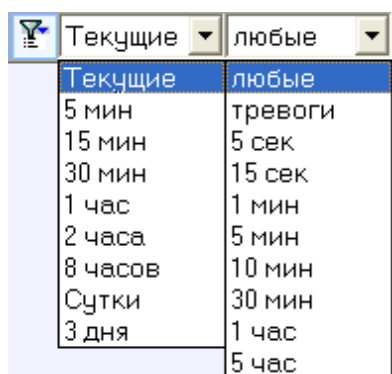 Текущие любые
Текущие любые
5 мин тревоги
15 мин 5 сек
30 мин 15 сек
1 час 1 мин
2 часа 5 мин
8 часов 10 мин
Сутки 30 мин
3 дня 1 час
5 час